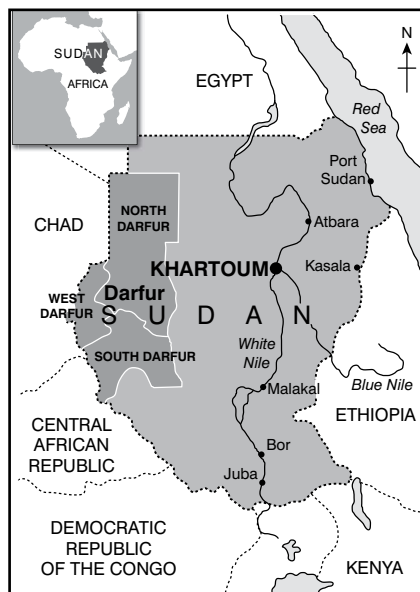 SUDAN
AFRICA
N
EGYPT
Red
Sea
Port
Sudan
NORTH
DARFUR
Atbara
CHAD
KHARTOUM
Kasala
WEST
DARFUR
Darfur
SUDAN
SOUTH DARFUR
White
Nile
Blue Nile
Malakal
ETHIOPIA
CENTRAL
AFRICAN
REPUBLIC
Bor
Juba
DEMOCRATIC
REPUBLIC
OF THE CONGO
KENYA